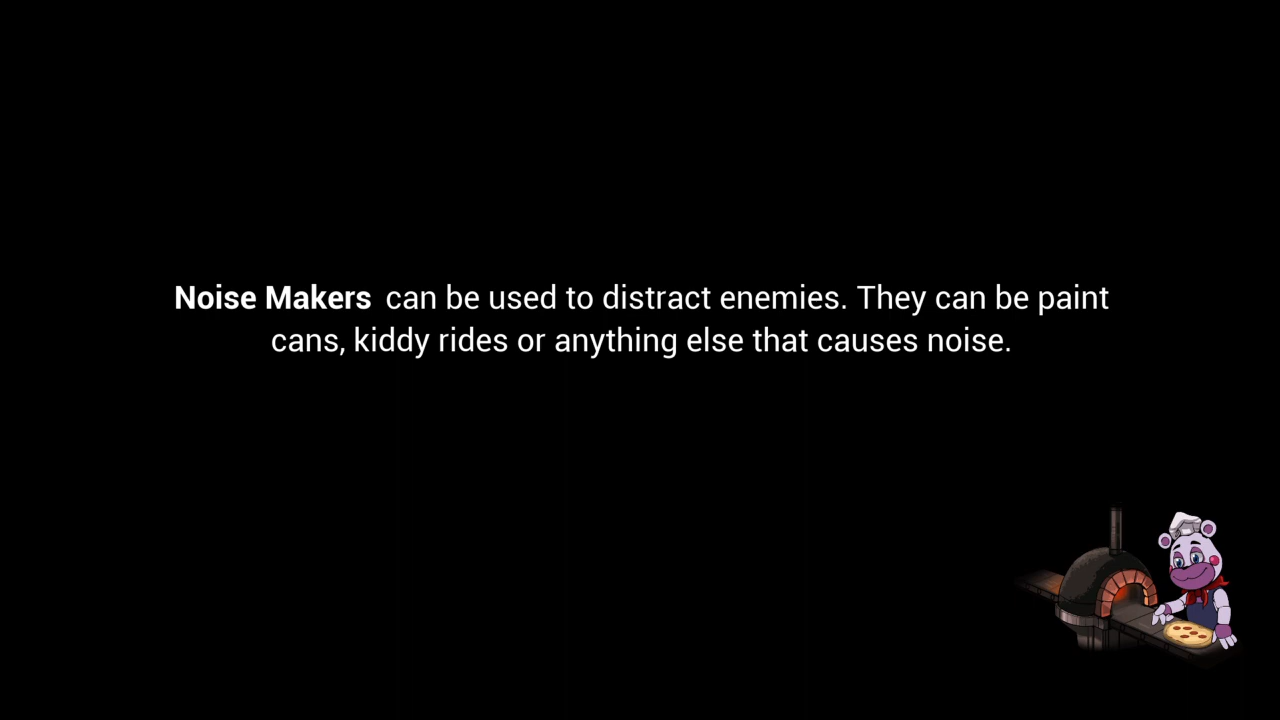 Noise Makers can be used to distract enemies. They can be paint
cans, kiddy rides or anything else that causes noise.